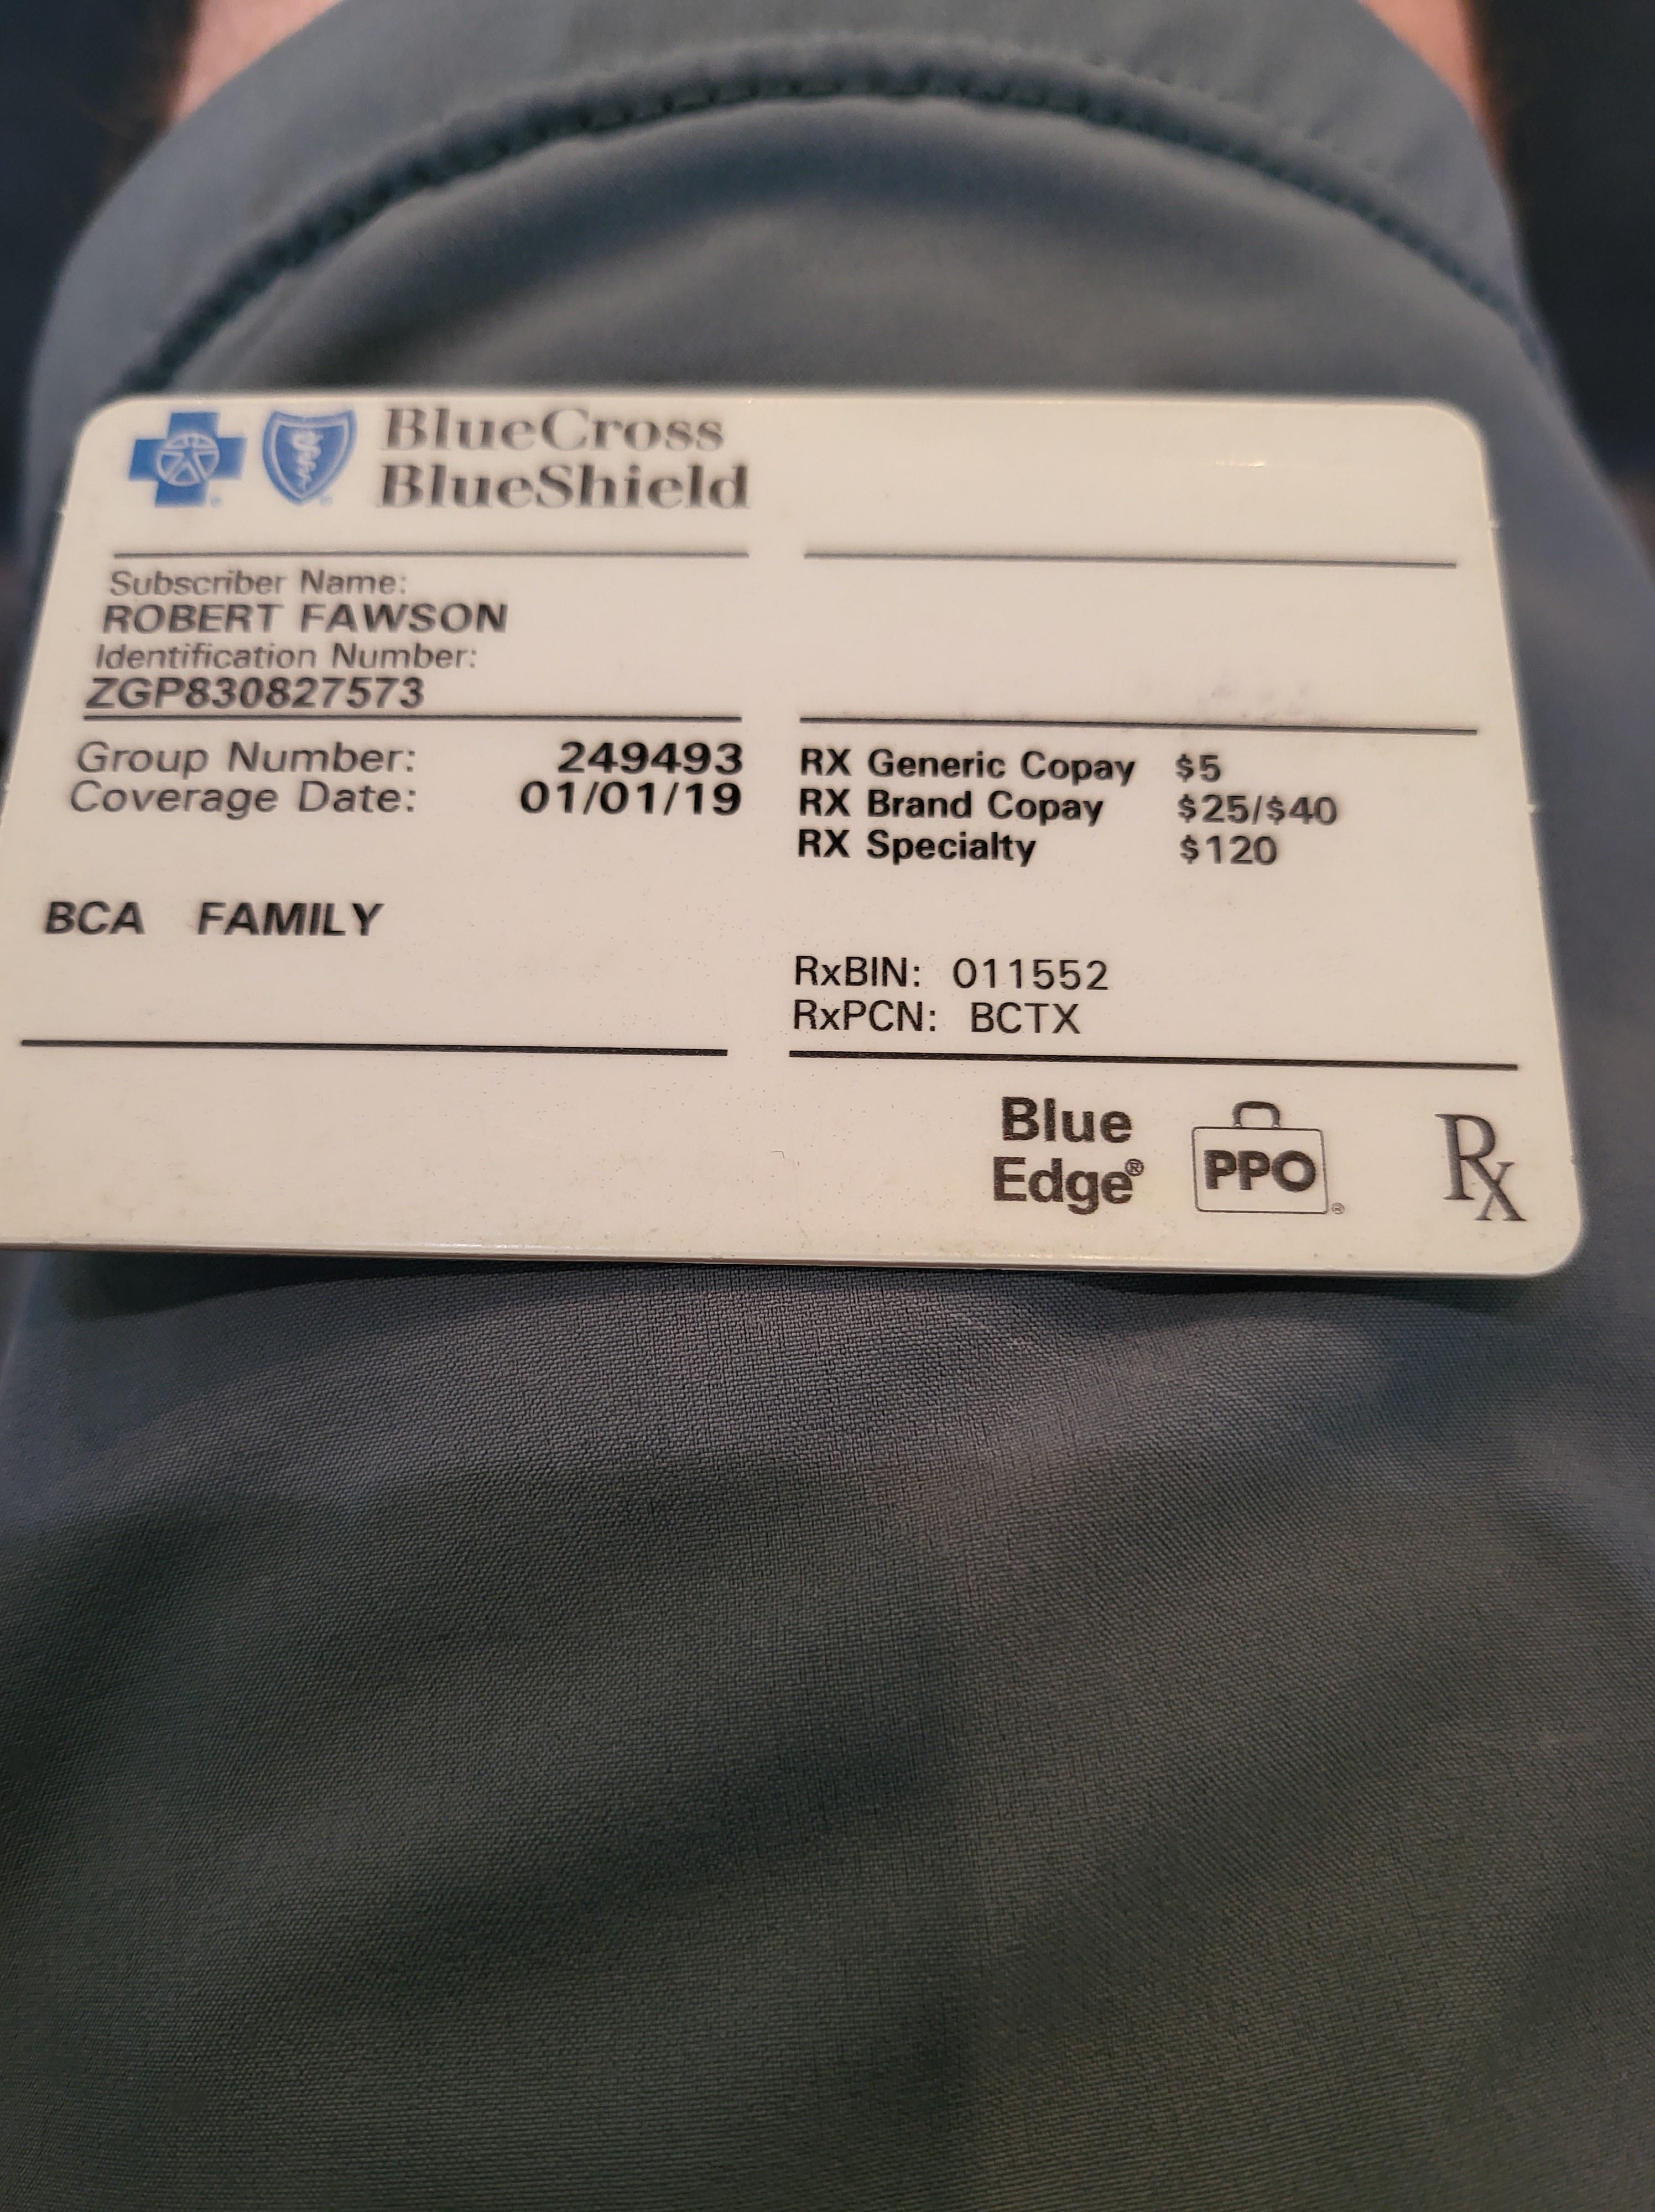 BlueCross
BlueShield
Subscriber Name:
ROBERT FAWSON
Identification Number:
ZGP830827573
Group Number: 249493
Coverage Date: 01/01/19
BCA FAMILY
RX Generic Copay $5
RX Brand Copay $25/$40
RX Specialty $120
RxBIN: 011552
RxPCN: BCTX
Blue
Edge®
PPO®
Rx